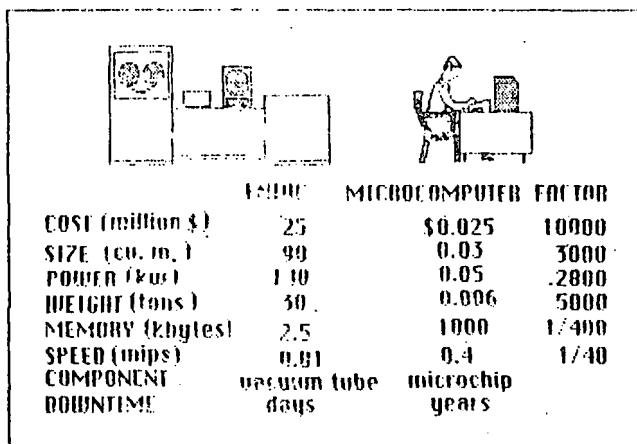 ENIAC MICROCOMPUTER FACTOR
COST (million $) 25 $0.025 10000
SIZE (cu. m.) 90 0.03 3000
POWER (kw) 130 0.05 .2800
WEIGHT (tons) 30 0.006 5000
MEMORY (kbytes) 2.5 1000 1/400
SPEED (mips) 0.01 0.4 1/40
COMPONENT vacuum tube microchip
DOWNTIME days years